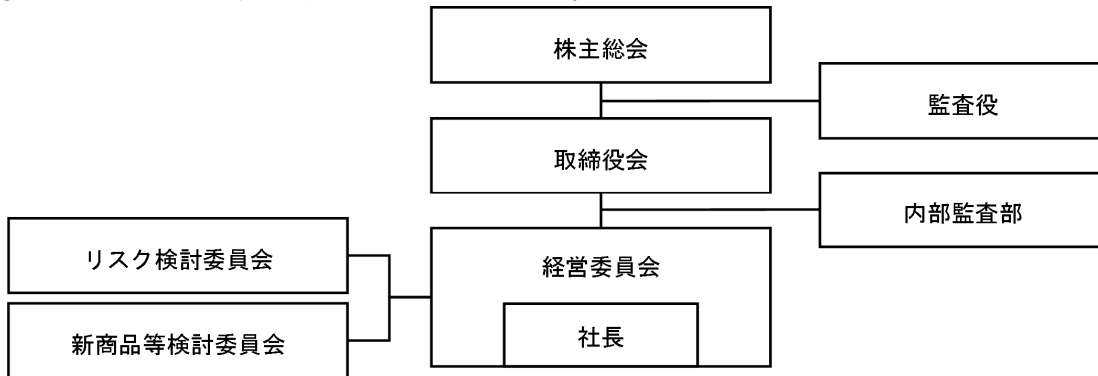 株主総会
監査役
取締役会
内部監査部
リスク検討委員会
経営委員会
新商品等検討委員会
社長